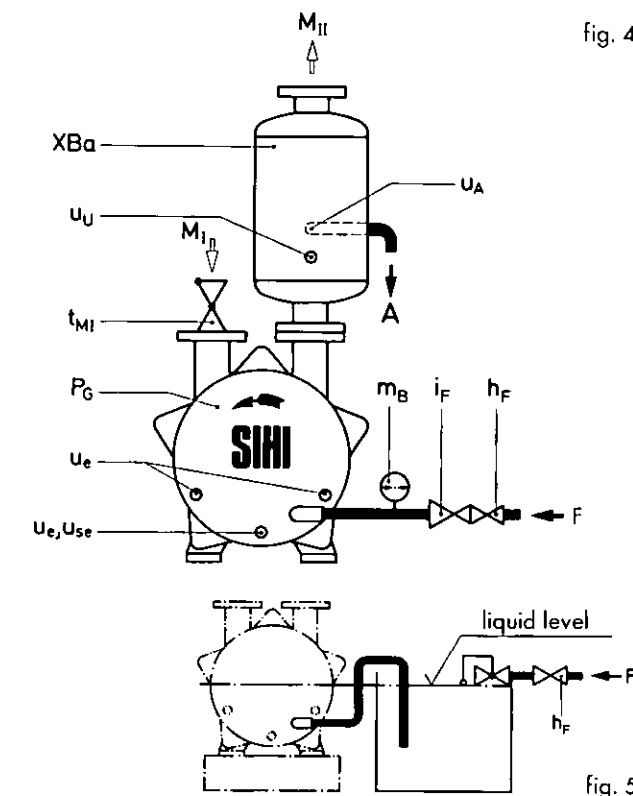 M_II
fig. 4
XBa
u_A
u_U
M_I
A
t_MI
P_G
SIHI
m_B
i_F
h_F
u_e
u_e,u_se
F
liquid level
F
h_F
fig. 5